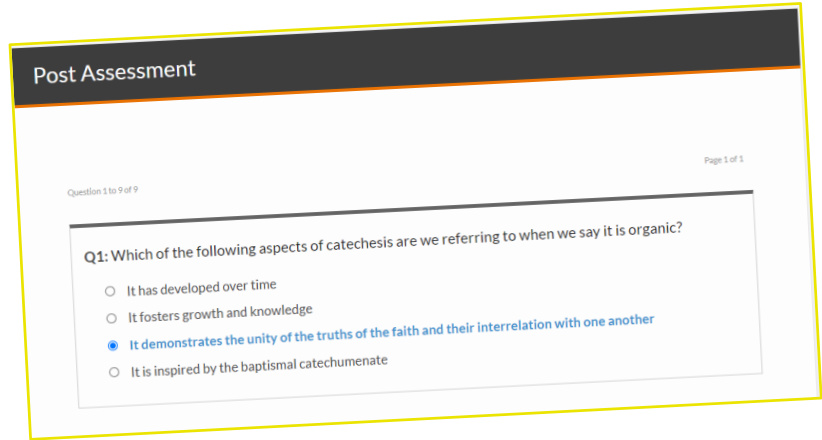 Post Assessment
Page 1 of 1
Question 1 to 9 of 9
Q1: Which of the following aspects of catechesis are we referring to when we say it is organic?
It has developed over time
It fosters growth and knowledge
It demonstrates the unity of the truths of the faith and their interrelation with one another
It is inspired by the baptismal catechumenate